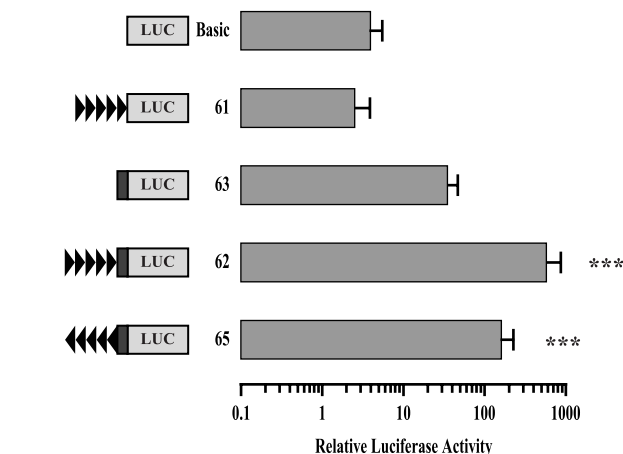 LUC Basic
LUC 61
LUC 63
LUC 62 ***
LUC 65 ***
0.1 1 10 100 1000
Relative Luciferase Activity